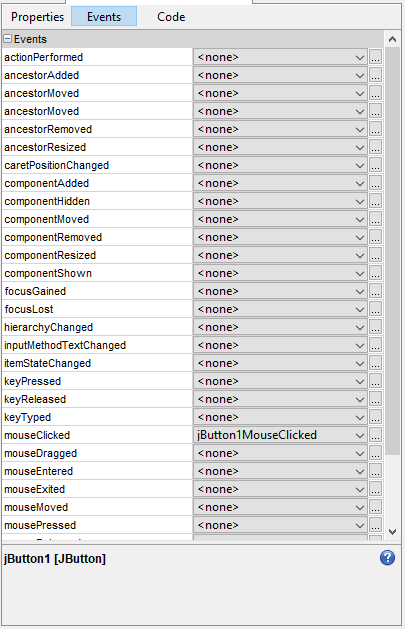 Properties Events Code
Events
actionPerformed <none> ...
ancestorAdded <none> ...
ancestorMoved <none> ...
ancestorMoved <none> ...
ancestorRemoved <none> ...
ancestorResized <none> ...
caretPositionChanged <none> ...
componentAdded <none> ...
componentHidden <none> ...
componentMoved <none> ...
componentRemoved <none> ...
componentResized <none> ...
componentShown <none> ...
focusGained <none> ...
focusLost <none> ...
hierarchyChanged <none> ...
inputMethodTextChanged <none> ...
itemStateChanged <none> ...
keyPressed <none> ...
keyReleased <none> ...
keyTyped <none> ...
mouseClicked jButton1MouseClicked ...
mouseDragged <none> ...
mouseEntered <none> ...
mouseExited <none> ...
mouseMoved <none> ...
mousePressed <none> ...
jButton1 [JButton] ?